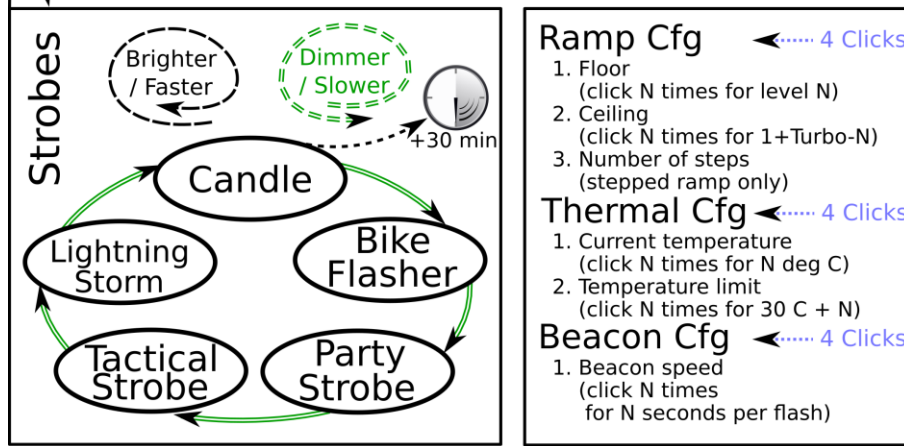 Strobes
Brighter
/ Faster
Dimmer
/ Slower
+30 min
Candle
Bike
Flasher
Party
Strobe
Tactical
Strobe
Lightning
Storm
Ramp Cfg 4 Clicks
1. Floor
(click N times for level N)
2. Ceiling
(click N times for 1+Turbo-N)
3. Number of steps
(stepped ramp only)
Thermal Cfg 4 Clicks
1. Current temperature
(click N times for N deg C)
2. Temperature limit
(click N times for 30 C + N)
Beacon Cfg 4 Clicks
1. Beacon speed
(click N times
for N seconds per flash)